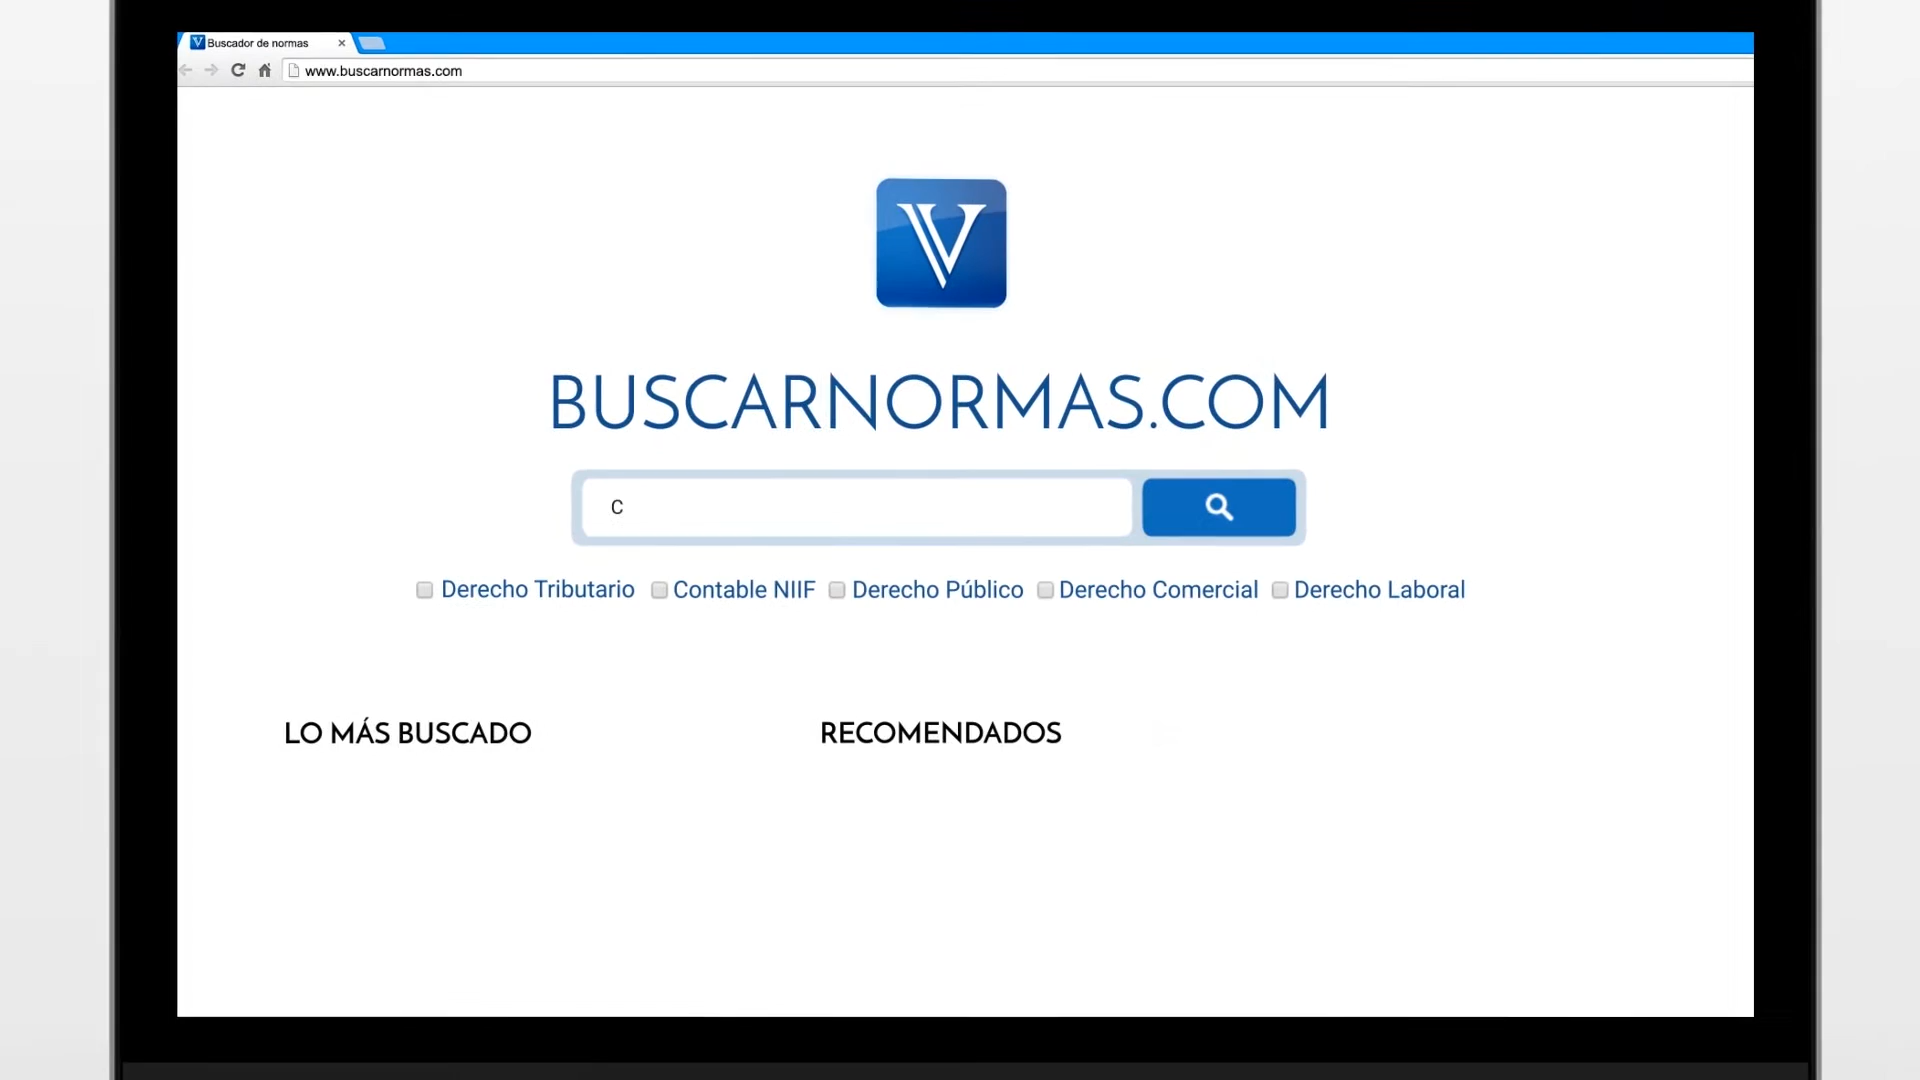 Buscador de normas
www.buscarnormas.com
V
BUSCARNORMAS.COM
C
Derecho Tributario Contable NIIF Derecho Público Derecho Comercial Derecho Laboral
LO MÁS BUSCADO RECOMENDADOS